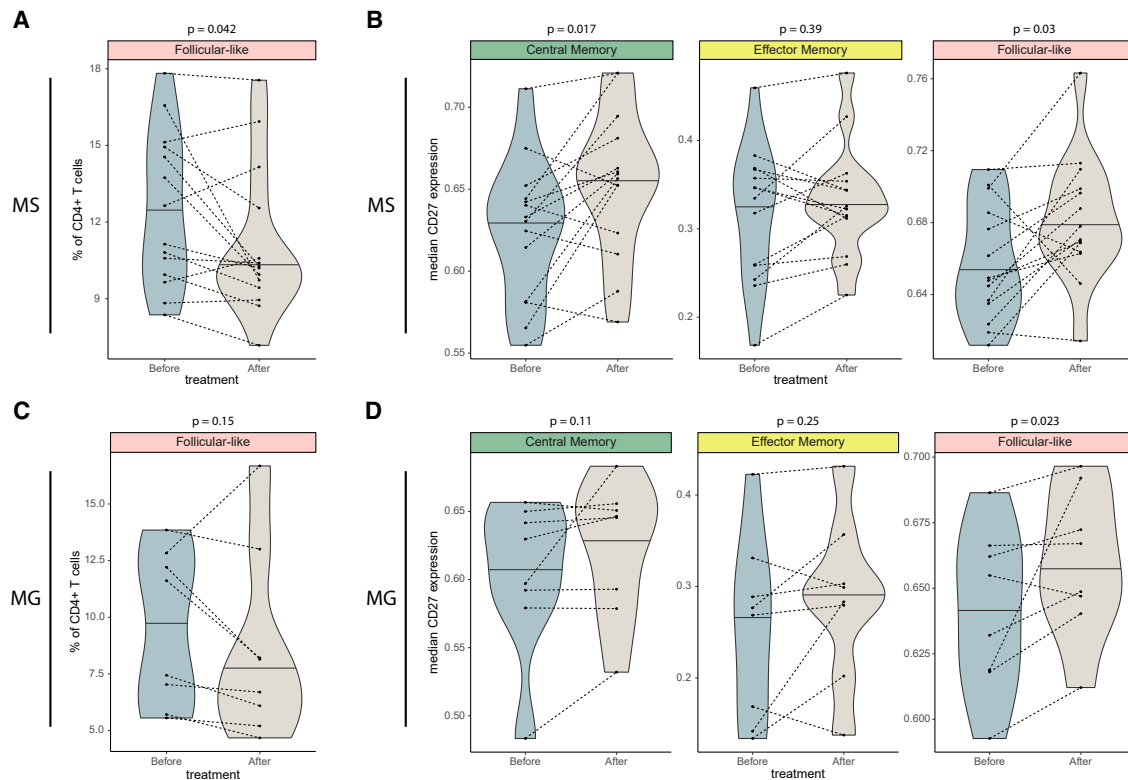 A
B
p = 0.042
p = 0.017
p = 0.39
p = 0.03
Follicular-like
Central Memory
Effector Memory
Follicular-like
MS
% of CD4+ T cells
18
15
12
9
Before
After
treatment
MS
median CD27 expression
0.70
0.65
0.60
0.55
Before
After
0.4
0.3
0.2
Before
After
treatment
0.76
0.72
0.68
0.64
Before
After
C
D
p = 0.15
p = 0.11
p = 0.25
p = 0.023
Follicular-like
Central Memory
Effector Memory
Follicular-like
MG
% of CD4+ T cells
15.0
12.5
10.0
7.5
5.0
Before
After
treatment
MG
median CD27 expression
0.65
0.60
0.55
0.50
Before
After
0.4
0.3
0.2
Before
After
treatment
0.700
0.675
0.650
0.625
0.600
Before
After